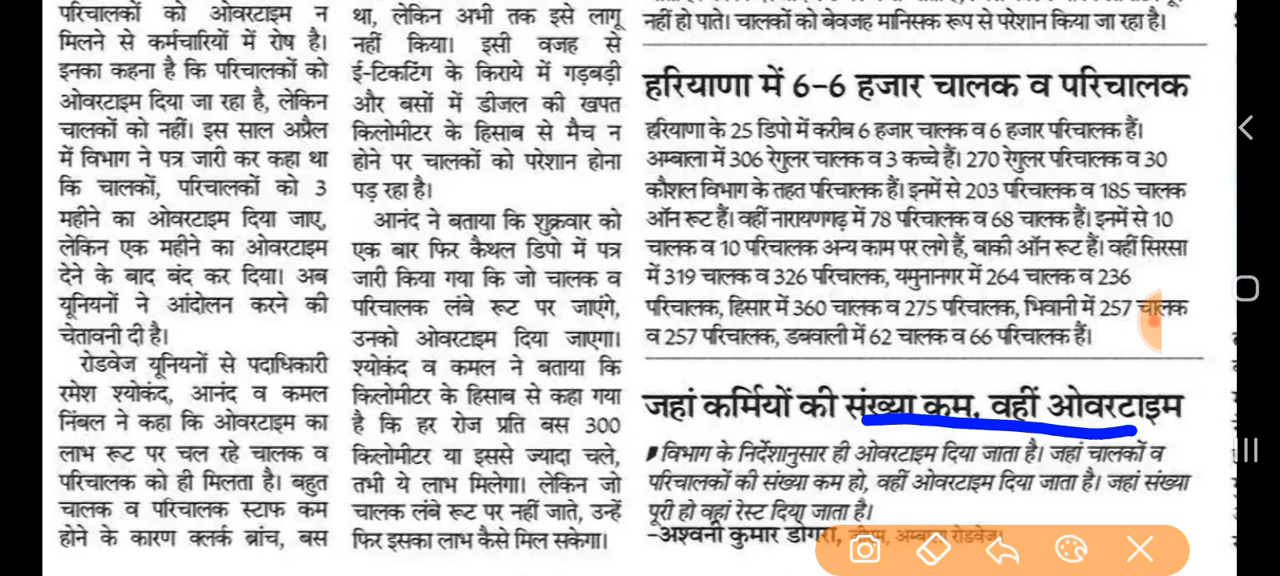 परिचालकों को ओवरटाइम न
मिलने से कर्मचारियों में रोष है।
इनका कहना है कि परिचालकों को
ओवरटाइम दिया जा रहा है, लेकिन
चालकों को नहीं। इस साल अप्रैल
में विभाग ने पत्र जारी कर कहा था
कि चालकों, परिचालकों को 3
महीने का ओवरटाइम दिया जाए,
लेकिन एक महीने का ओवरटाइम
देने के बाद बंद कर दिया। अब
यूनियनों ने आंदोलन करने की
चेतावनी दी है।
रोडवेज यूनियनों से पदाधिकारी
रमेश श्योकंद, आनंद व कमल
निंबल ने कहा कि ओवरटाइम का
लाभ रूट पर चल रहे चालक व
परिचालक को ही मिलता है। बहुत
चालक व परिचालक स्टाफ कम
होने के कारण क्लर्क ब्रांच, बस
था, लेकिन अभी तक इसे लागू
नहीं किया। इसी वजह से
ई-टिकटिंग के किराये में गड़बड़ी
और बसों में डीजल की खपत
किलोमीटर के हिसाब से मैच न
होने पर चालकों को परेशान होना
पड़ रहा है।
आनंद ने बताया कि शुक्रवार को
एक बार फिर कैथल डिपो में पत्र
जारी किया गया कि जो चालक व
परिचालक लंबे रूट पर जाएंगे,
उनको ओवरटाइम दिया जाएगा।
श्योकंद व कमल ने बताया कि
किलोमीटर के हिसाब से कहा गया
है कि हर रोज प्रति बस 300
किलोमीटर या इससे ज्यादा चले,
तभी ये लाभ मिलेगा। लेकिन जो
चालक लंबे रूट पर नहीं जाते, उन्हें
फिर इसका लाभ कैसे मिल सकेगा।
नहीं हो पाते। चालकों को बेवजह मानसिक रूप से परेशान किया जा रहा है।
हरियाणा में 6-6 हजार चालक व परिचालक
हरियाणा के 25 डिपो में करीब 6 हजार चालक व 6 हजार परिचालक हैं।
अम्बाला में 306 रेगुलर चालक व 3 कच्चे हैं। 270 रेगुलर परिचालक व 30
कौशल विभाग के तहत परिचालक हैं। इनमें से 203 परिचालक व 185 चालक
ऑन रूट हैं। वहीं नारायणगढ़ में 78 परिचालक व 68 चालक हैं। इनमें से 10
चालक व 10 परिचालक अन्य काम पर लगे हैं, बाकी ऑन रूट हैं। वहीं सिरसा
में 319 चालक व 326 परिचालक, यमुनानगर में 264 चालक व 236
परिचालक, हिसार में 360 चालक व 275 परिचालक, भिवानी में 257 चालक
व 257 परिचालक, डबवाली में 62 चालक व 66 परिचालक हैं।
जहां कर्मियों की संख्या कम, वहीं ओवरटाइम
विभाग के निर्देशानुसार ही ओवरटाइम दिया जाता है। जहां चालकों व
परिचालकों की संख्या कम हो, वहीं ओवरटाइम दिया जाता है। जहां संख्या
पूरी हो वहां रेस्ट दिया जाता है।
-अश्वनी कुमार डोगरा, जीएम, अम्बाला रोडवेज।